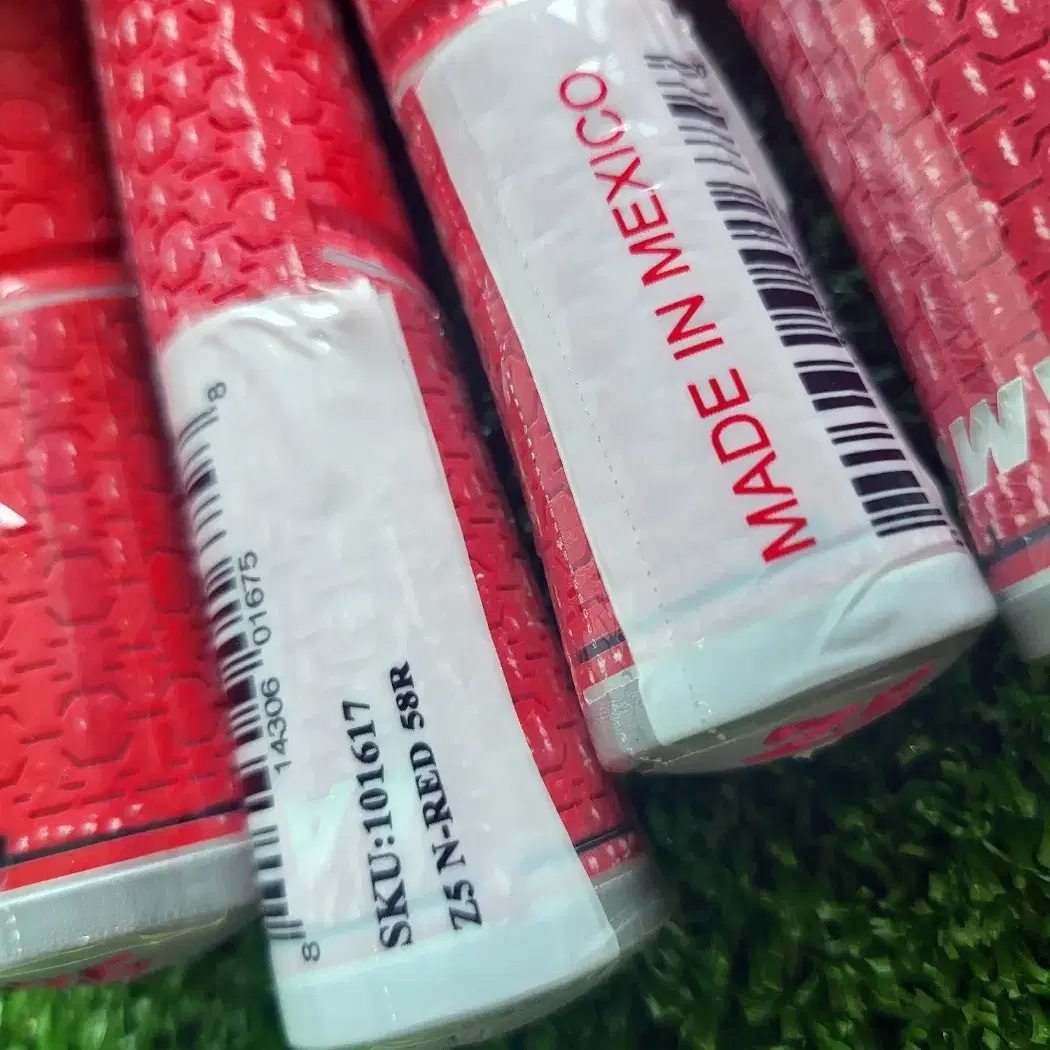 MADE IN MEXICO
8 14306 01675 8
SKU:101617
Z5 N-RED 58R